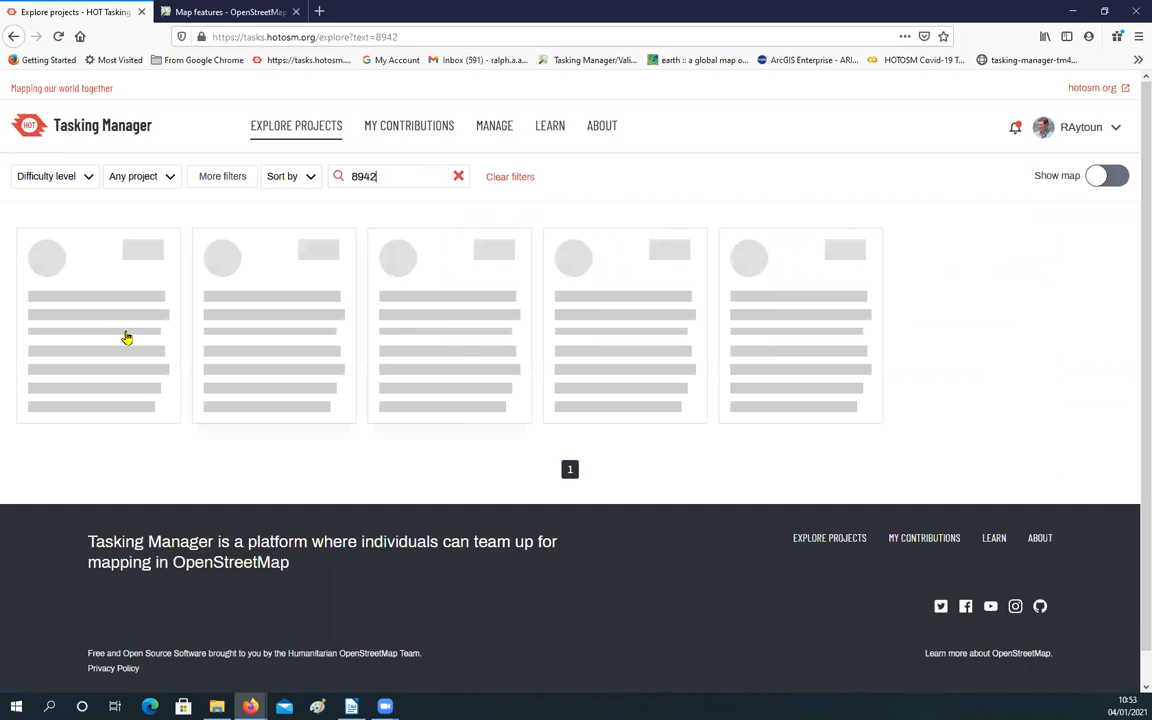 Explore projects - HOT Tasking
Map features - OpenStreetMap
https://tasks.hotosm.org/explore?text=8942
Getting Started
Most Visited
From Google Chrome
https://tasks.hotosm....
My Account
Inbox (591) - ralph.a.a...
Tasking Manager/Vali...
earth :: a global map o...
ArcGIS Enterprise - ARI...
HOTOSM Covid-19 T...
tasking-manager-tm4...
Mapping our world together
hotosm.org
HOT
Tasking Manager
EXPLORE PROJECTS
MY CONTRIBUTIONS
MANAGE
LEARN
ABOUT
RAytoun
Difficulty level
Any project
More filters
Sort by
8942
Clear filters
Show map
1
Tasking Manager is a platform where individuals can team up for
mapping in OpenStreetMap
EXPLORE PROJECTS
MY CONTRIBUTIONS
LEARN
ABOUT
Free and Open Source Software brought to you by the Humanitarian OpenStreetMap Team.
Learn more about OpenStreetMap.
Privacy Policy
10:53
04/01/2021